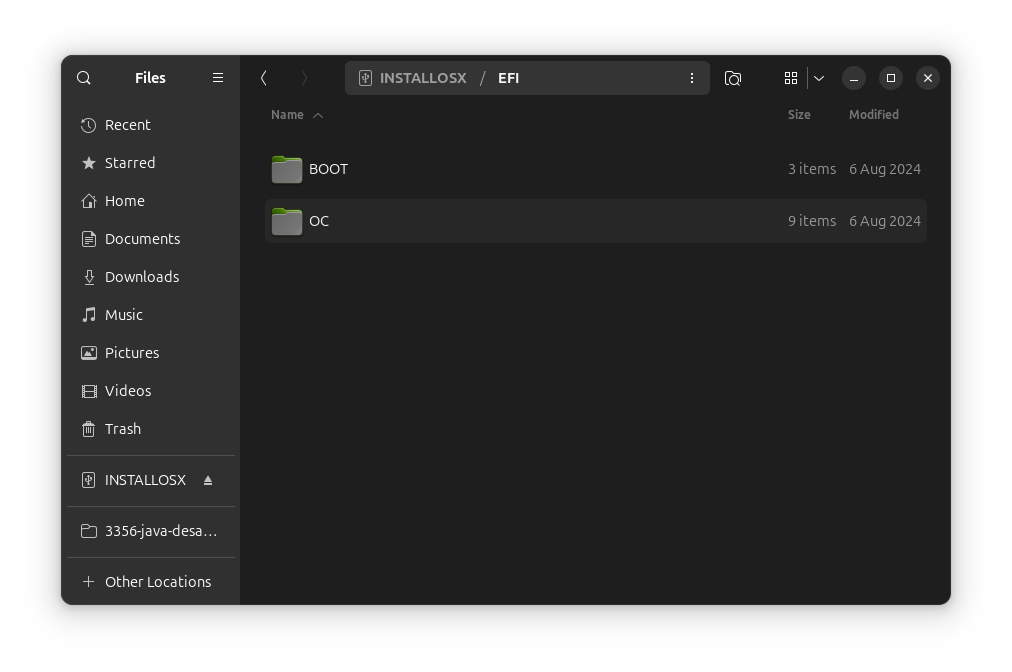 Files
INSTALLOSX / EFI
Name Size Modified
BOOT 3 items 6 Aug 2024
OC 9 items 6 Aug 2024
Recent
Starred
Home
Documents
Downloads
Music
Pictures
Videos
Trash
INSTALLOSX
3356-java-desa…
Other Locations